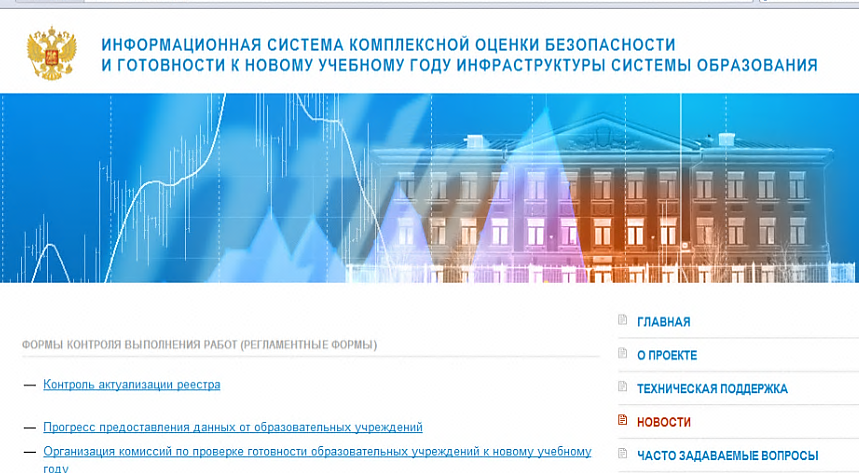 ИНФОРМАЦИОННАЯ СИСТЕМА КОМПЛЕКСНОЙ ОЦЕНКИ БЕЗОПАСНОСТИ
И ГОТОВНОСТИ К НОВОМУ УЧЕБНОМУ ГОДУ ИНФРАСТРУКТУРЫ СИСТЕМЫ ОБРАЗОВАНИЯ
ФОРМЫ КОНТРОЛЯ ВЫПОЛНЕНИЯ РАБОТ (РЕГЛАМЕНТНЫЕ ФОРМЫ)
— Контроль актуализации реестра
— Прогресс предоставления данных от образовательных учреждений
— Организация комиссий по проверке готовности образовательных учреждений к новому учебному
году
ГЛАВНАЯ
О ПРОЕКТЕ
ТЕХНИЧЕСКАЯ ПОДДЕРЖКА
НОВОСТИ
ЧАСТО ЗАДАВАЕМЫЕ ВОПРОСЫ